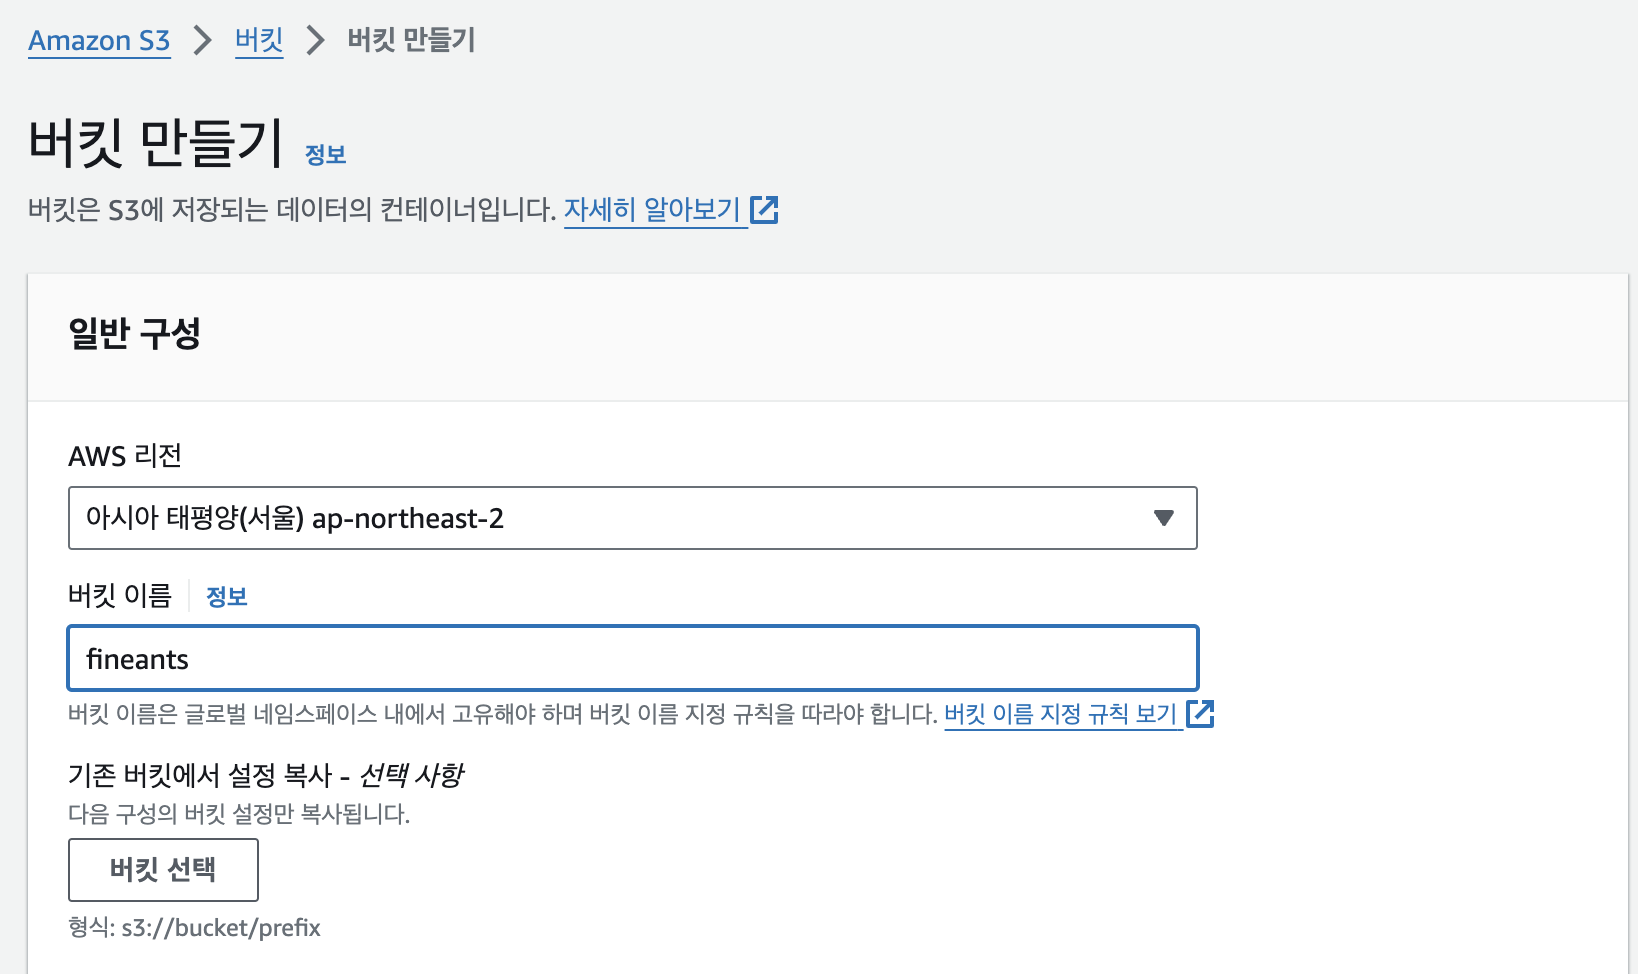 Amazon S3 > 버킷 > 버킷 만들기
버킷 만들기 정보
버킷은 S3에 저장되는 데이터의 컨테이너입니다. 자세히 알아보기
일반 구성
AWS 리전
아시아 태평양(서울) ap-northeast-2
버킷 이름 정보
fineants
버킷 이름은 글로벌 네임스페이스 내에서 고유해야 하며 버킷 이름 지정 규칙을 따라야 합니다. 버킷 이름 지정 규칙 보기
기존 버킷에서 설정 복사 - 선택 사항
다음 구성의 버킷 설정만 복사됩니다.
버킷 선택
형식: s3://bucket/prefix